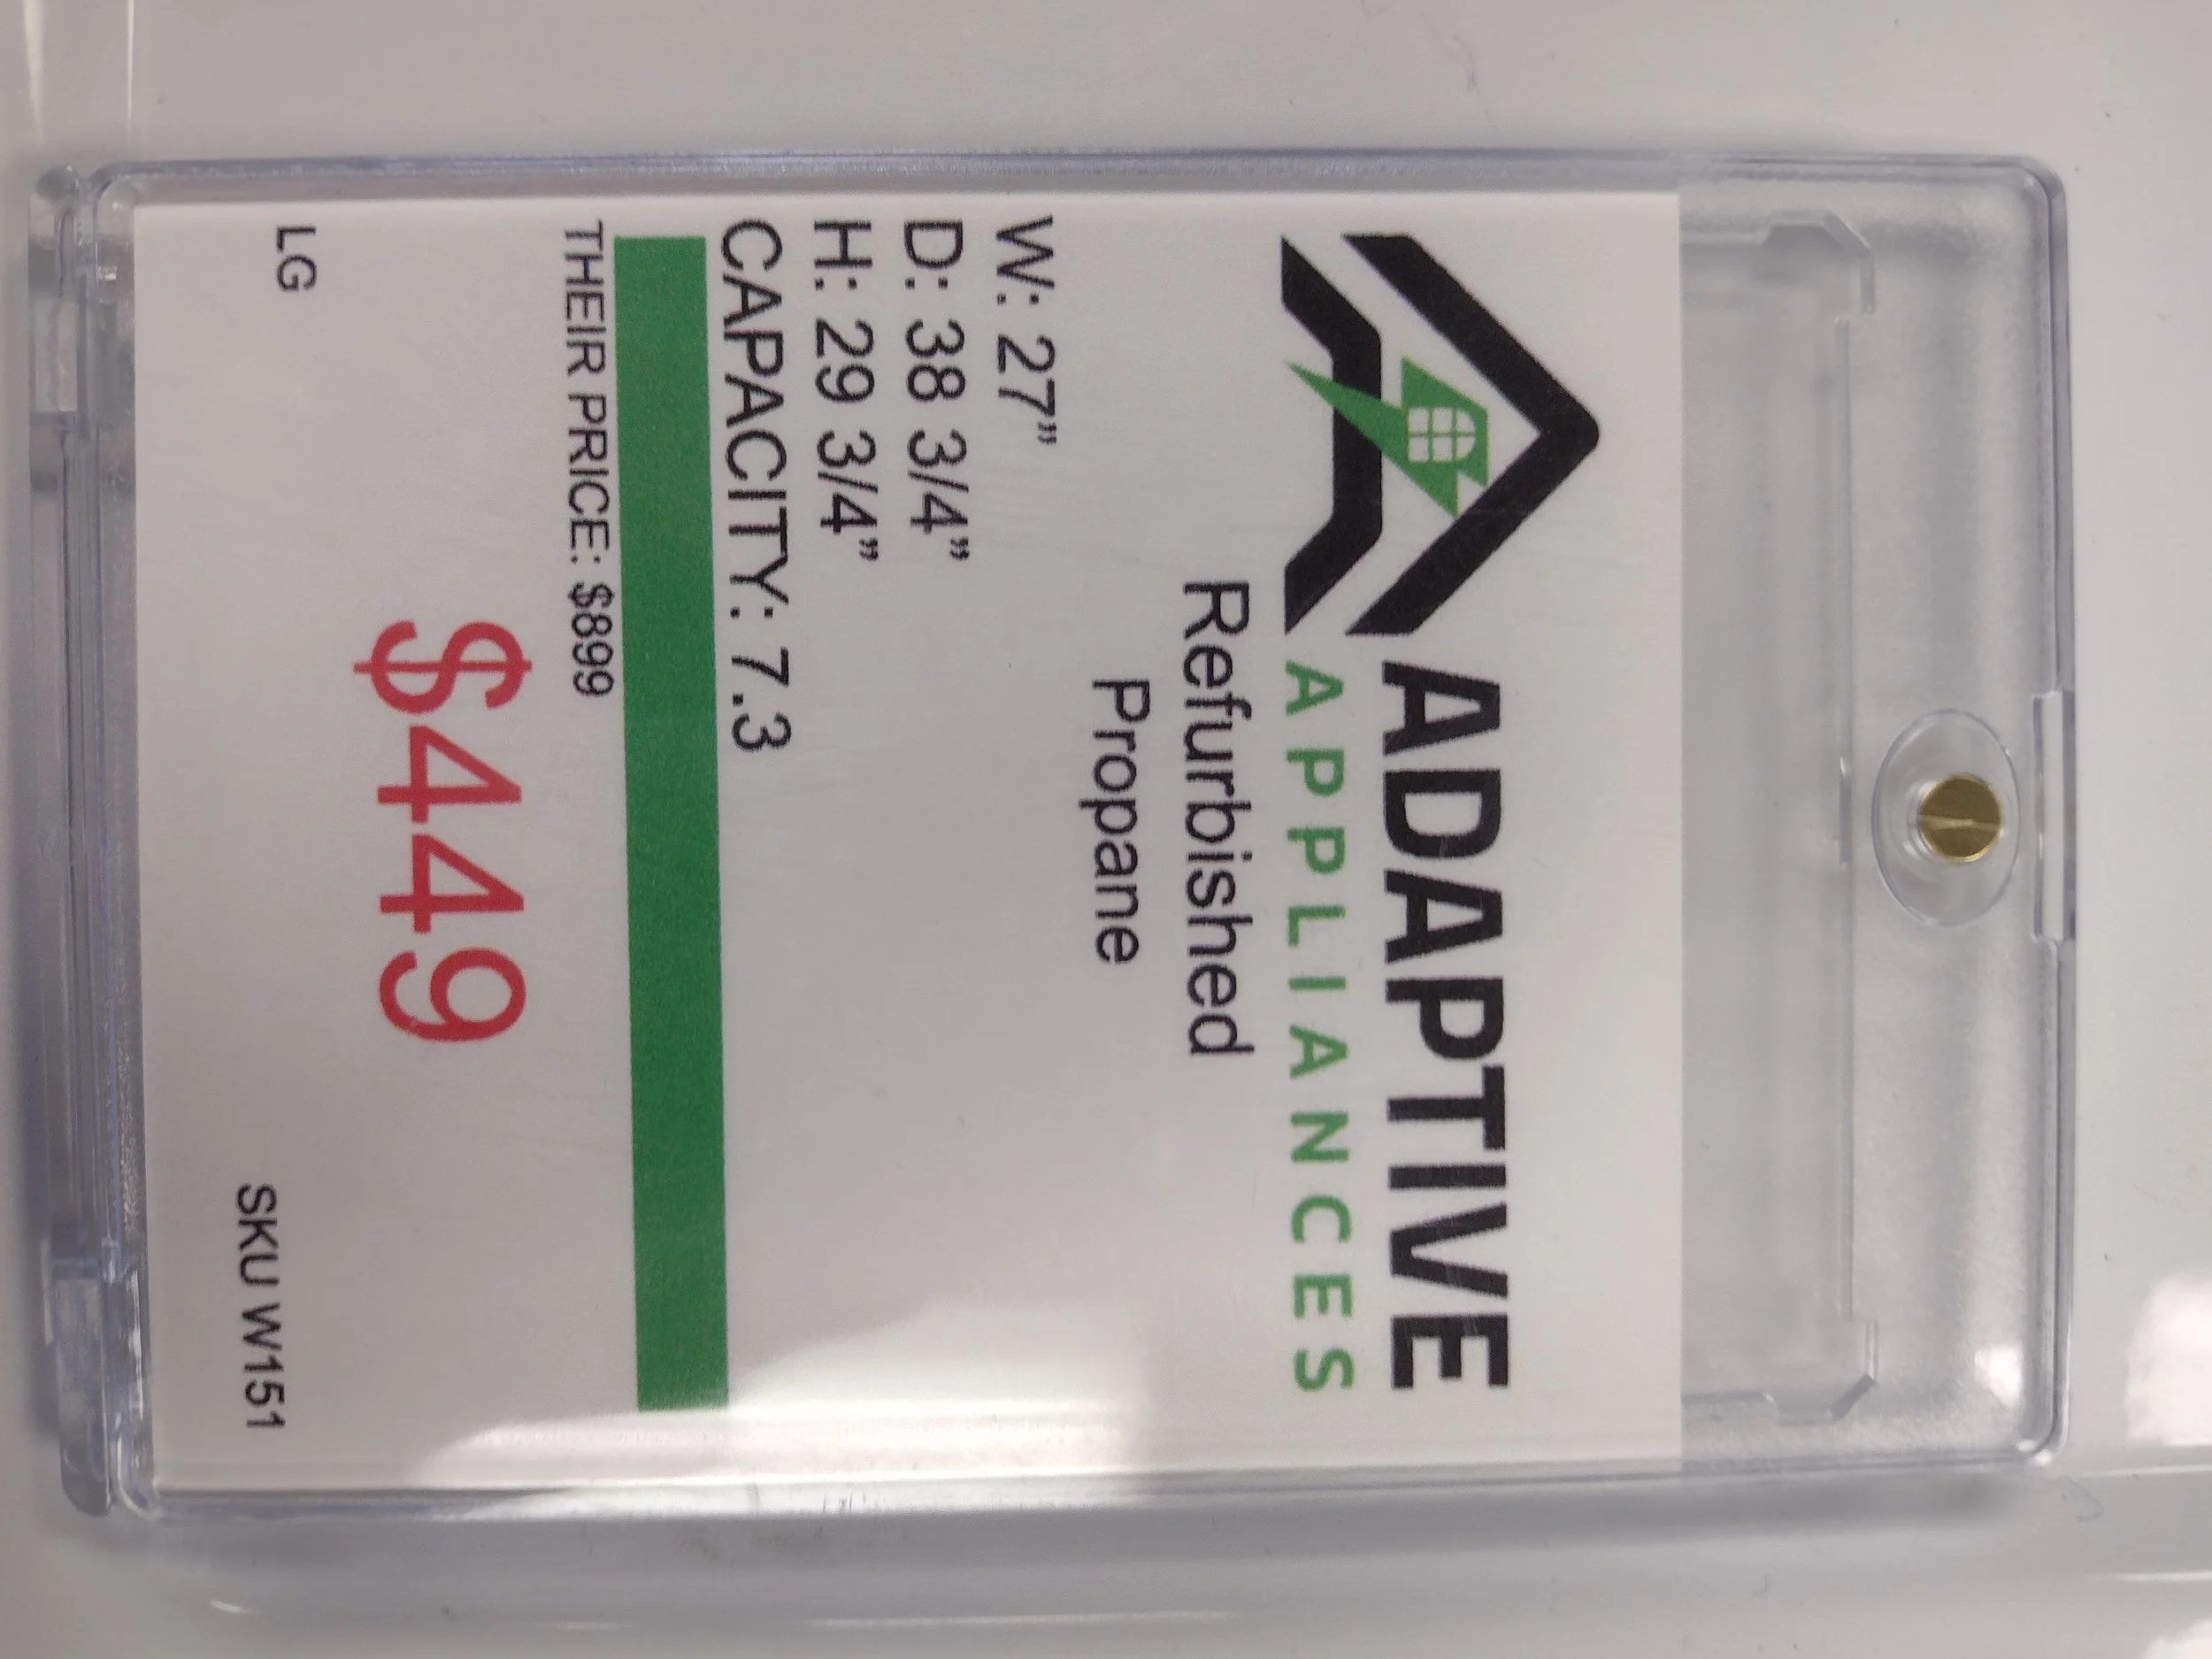 ADAPTIVE
APPLIANCES
Refurbished
Propane
W: 27”
D: 38 3/4”
H: 29 3/4”
CAPACITY: 7.3
THEIR PRICE: $899
$449
LG
SKU W151